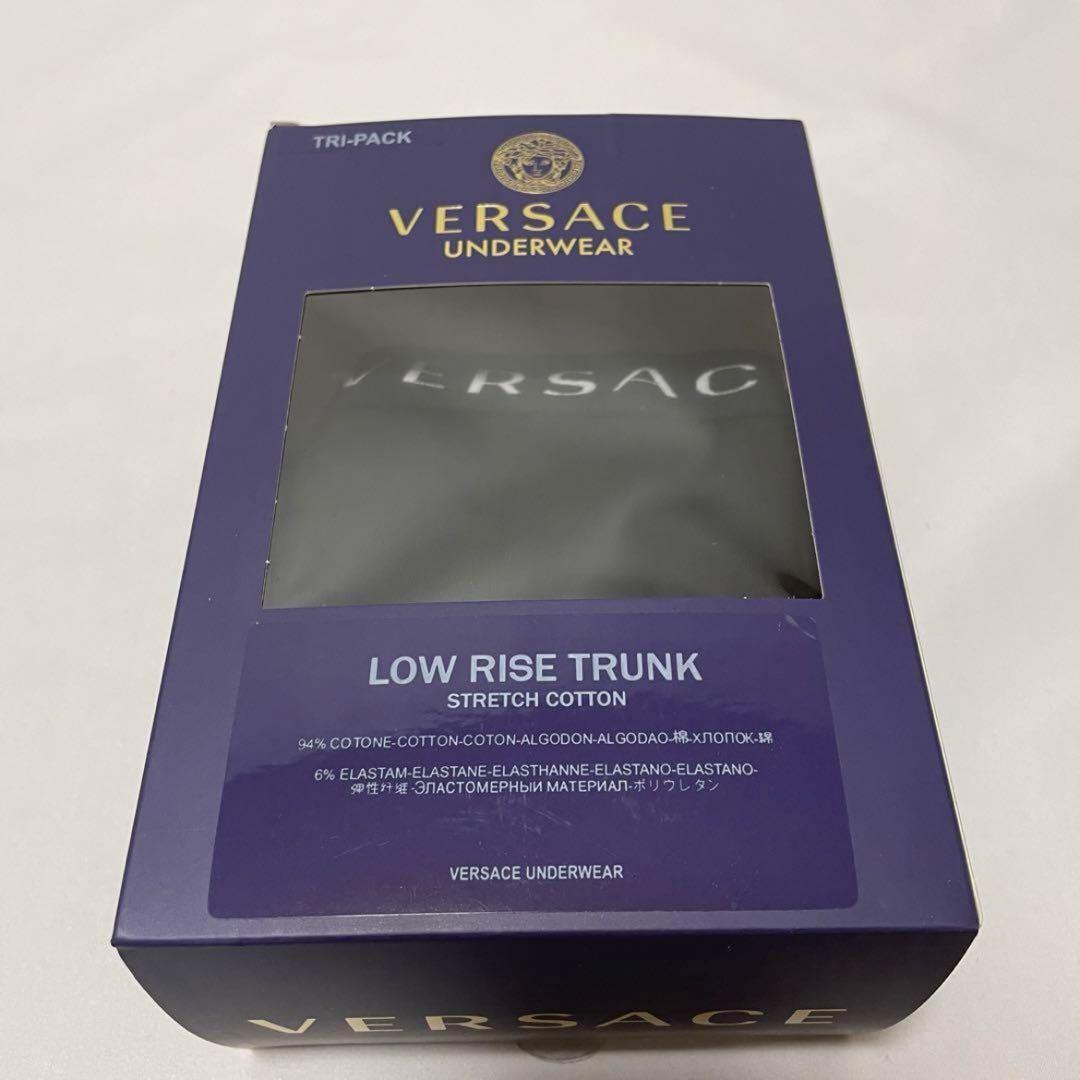 TRI-PACK
VERSACE
UNDERWEAR
VERSAC
LOW RISE TRUNK
STRETCH COTTON
94% COTONE-COTTON-COTON-ALGODON-ALGODAO-棉-ХЛОПОК-綿
6% ELASTAM-ELASTANE-ELASTHANNE-ELASTANO-ELASTANO-
弹性纤维-ЭЛАСТОМЕРНЫИ МАТЕРИАЛ-ポリウレタン
VERSACE UNDERWEAR
VERSACE